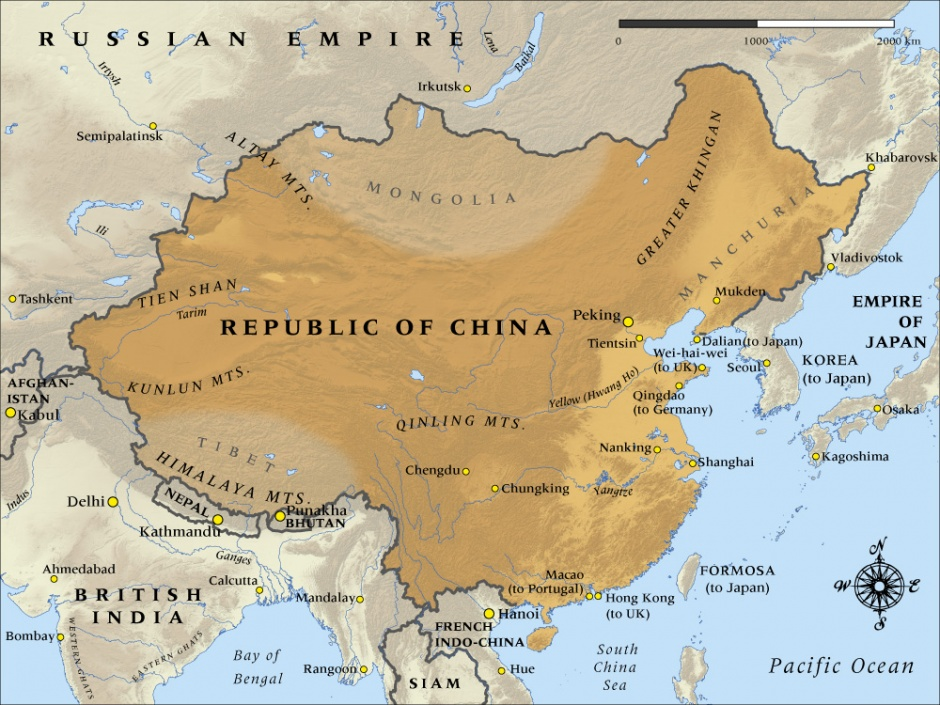 RUSSIAN EMPIRE
Lena
Baikal
0 1000 2000 km
Irtysh
Irkutsk
Semipalatinsk
ALTAY MTS.
MONGOLIA
GREATER KHINGAN
MANCHURIA
Khabarovsk
Ili
Vladivostok
Tashkent
TIEN SHAN
Tarim
Mukden
EMPIRE
OF
JAPAN
REPUBLIC OF CHINA
Peking
Tientsin
Dalian (to Japan)
Wei-hai-wei
(to UK)
Seoul
KOREA
(to Japan)
AFGHAN-
ISTAN
Kabul
KUNLUN MTS.
Yellow (Hwang Ho)
Qingdao
(to Germany)
Osaka
QINLING MTS.
TIBET
HIMALAYA MTS.
Nanking
Shanghai
Kagoshima
Chengdu
Chungking
Yangtze
Indus
Delhi
NEPAL
Kathmandu
Punakha
BHUTAN
Ganges
Ahmedabad
Calcutta
Mandalay
BRITISH
INDIA
Macao
(to Portugal)
Hong Kong
(to UK)
FORMOSA
(to Japan)
N
W E
S
Hanoi
FRENCH
INDO-CHINA
Bombay
WESTERN GHATS
EASTERN GHATS
Bay of
Bengal
Rangoon
SIAM
Hue
South
China
Sea
Pacific Ocean